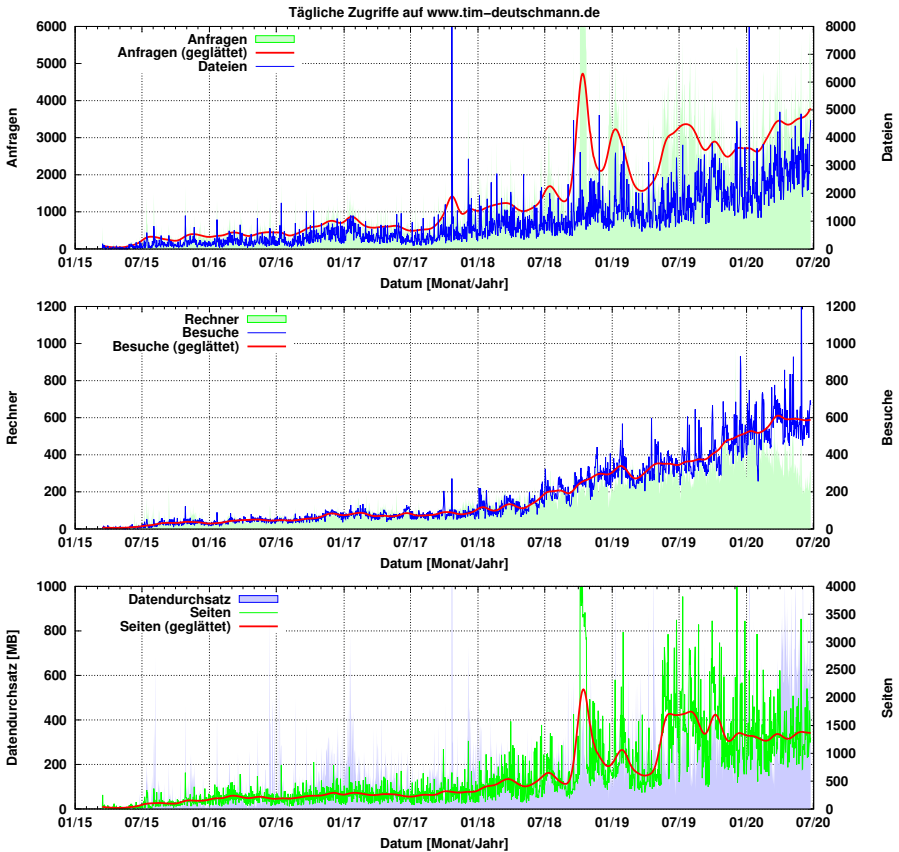 Tägliche Zugriffe auf www.tim-deutschmann.de
Anfragen
Anfragen (geglättet)
Dateien
6000
5000
4000
3000
2000
1000
0
8000
7000
6000
5000
4000
3000
2000
1000
0
Anfragen
Dateien
01/15 07/15 01/16 07/16 01/17 07/17 01/18 07/18 01/19 07/19 01/20 07/20
Datum [Monat/Jahr]
Rechner
Besuche
Besuche (geglättet)
1200
1000
800
600
400
200
0
1200
1000
800
600
400
200
0
Rechner
Besuche
01/15 07/15 01/16 07/16 01/17 07/17 01/18 07/18 01/19 07/19 01/20 07/20
Datum [Monat/Jahr]
Datendurchsatz
Seiten
Seiten (geglättet)
1000
800
600
400
200
0
4000
3500
3000
2500
2000
1500
1000
500
0
Datendurchsatz [MB]
Seiten
01/15 07/15 01/16 07/16 01/17 07/17 01/18 07/18 01/19 07/19 01/20 07/20
Datum [Monat/Jahr]